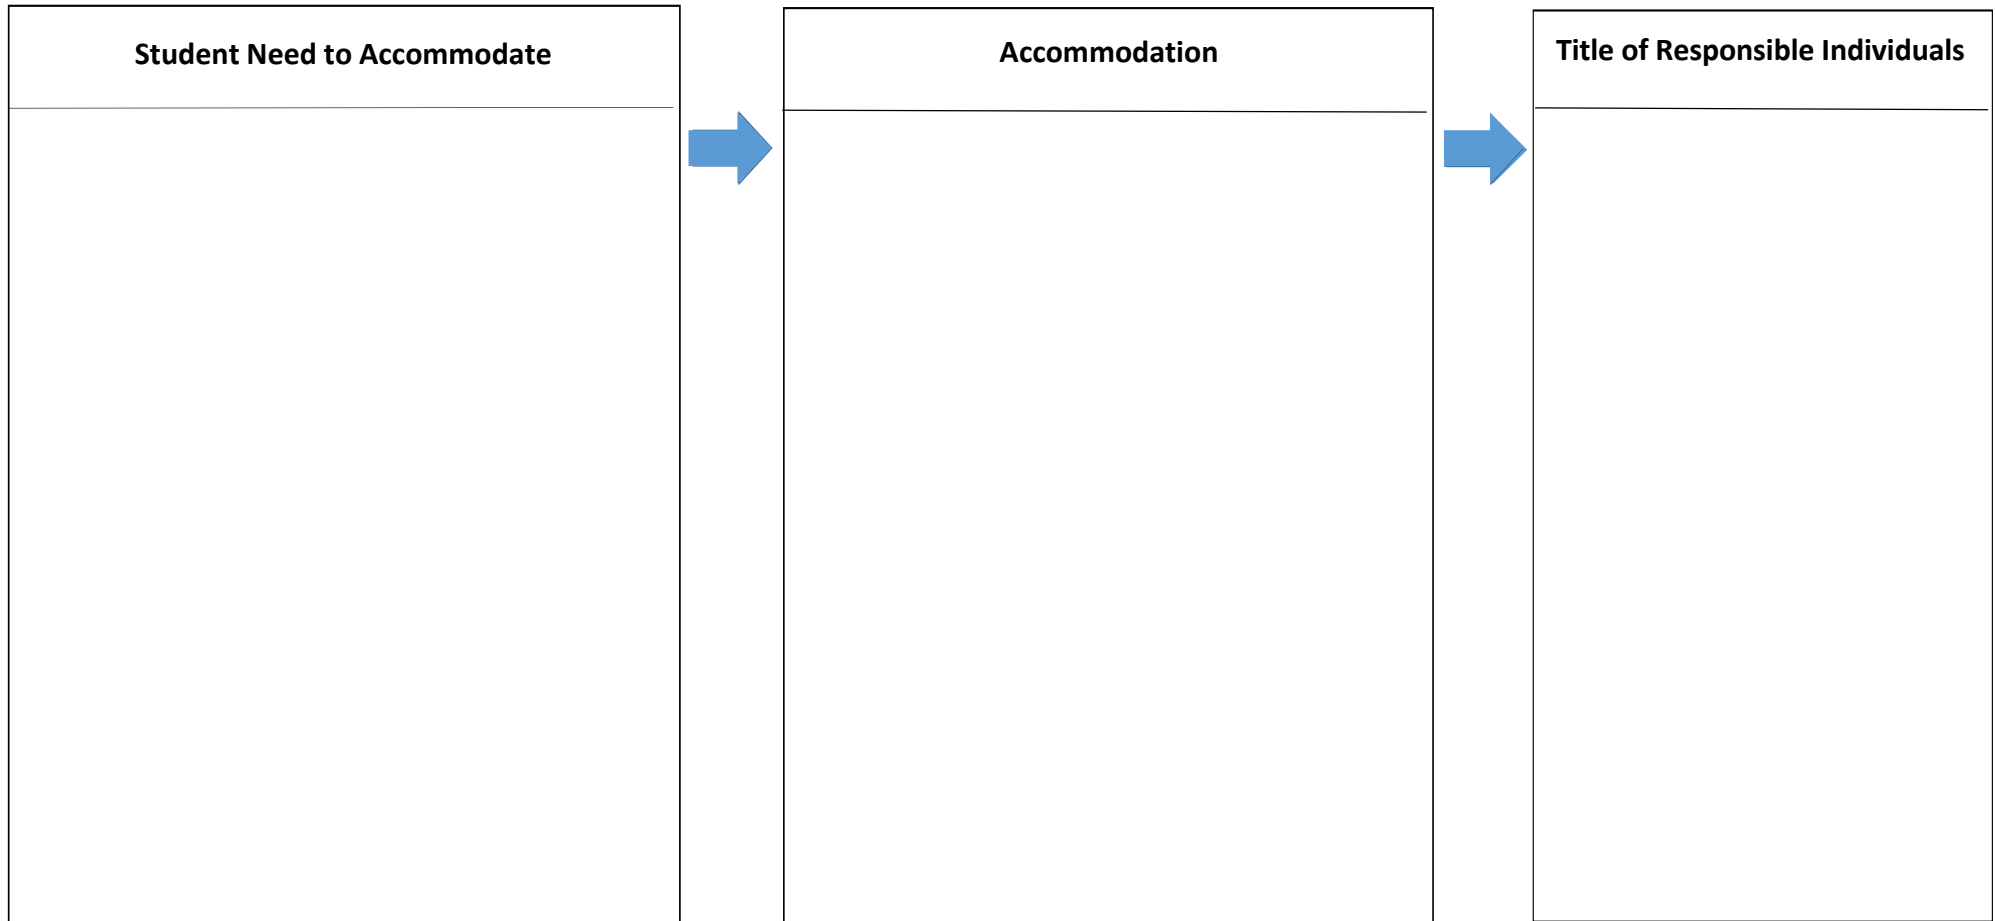 Student Need to Accommodate
Accommodation
Title of Responsible Individuals